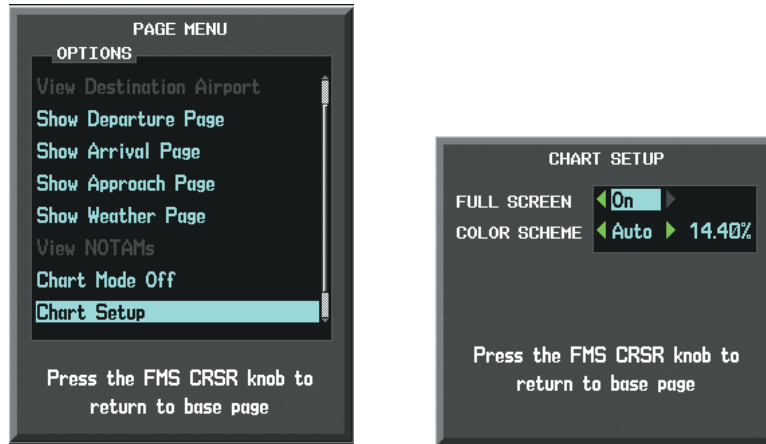 PAGE MENU
OPTIONS
View Destination Airport
Show Departure Page
Show Arrival Page
Show Approach Page
Show Weather Page
View NOTAMs
Chart Mode Off
Chart Setup
Press the FMS CRSR knob to
return to base page
CHART SETUP
FULL SCREEN On
COLOR SCHEME Auto 14.40%
Press the FMS CRSR knob to
return to base page